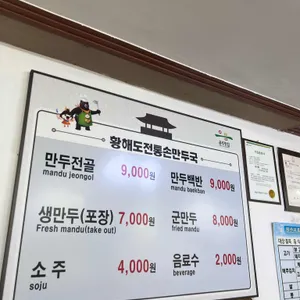 황해도전통손만두국
만두전골 9,000원
mandu jeongol
만두백반 9,000원
mandu baekban
생만두(포장) 7,000원
Fresh mandu(take out)
군만두 8,000원
fried mandu
소 주 4,000원
soju
음료수 2,000원
beverage